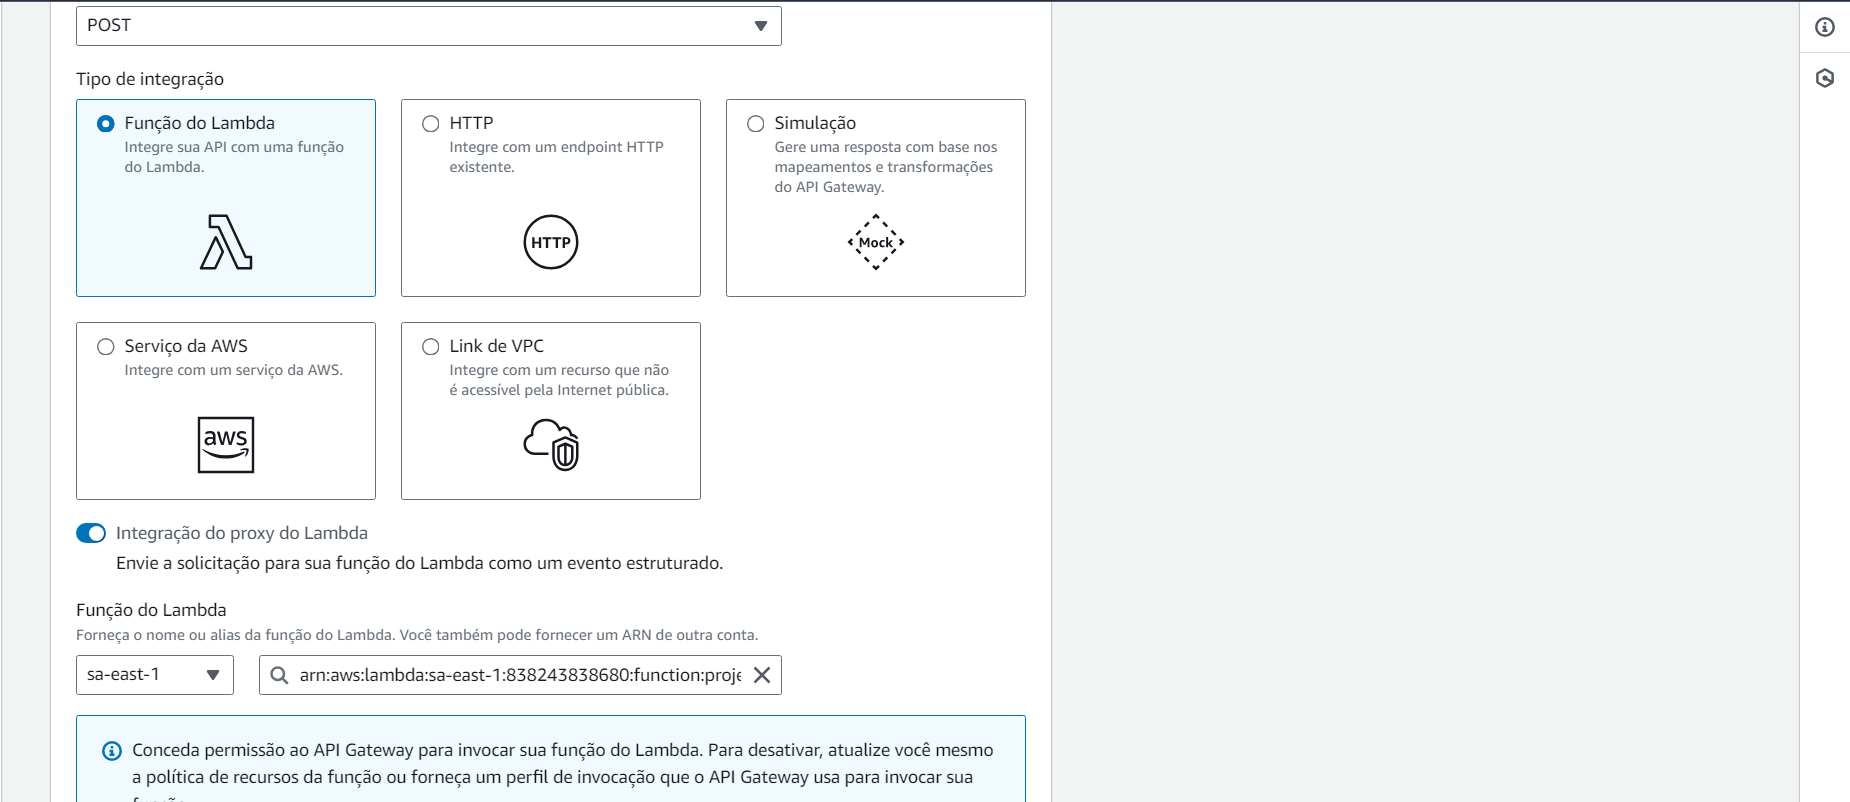 POST
Tipo de integração
Função do Lambda
Integre sua API com uma função
do Lambda.
HTTP
Integre com um endpoint HTTP
existente.
HTTP
Simulação
Gere uma resposta com base nos
mapeamentos e transformações
do API Gateway.
Mock
Serviço da AWS
Integre com um serviço da AWS.
aws
Link de VPC
Integre com um recurso que não
é acessível pela Internet pública.
Integração do proxy do Lambda
Envie a solicitação para sua função do Lambda como um evento estruturado.
Função do Lambda
Forneça o nome ou alias da função do Lambda. Você também pode fornecer um ARN de outra conta.
sa-east-1
arn:aws:lambda:sa-east-1:838243838680:function:proje
Conceda permissão ao API Gateway para invocar sua função do Lambda. Para desativar, atualize você mesmo
a política de recursos da função ou forneça um perfil de invocação que o API Gateway usa para invocar sua